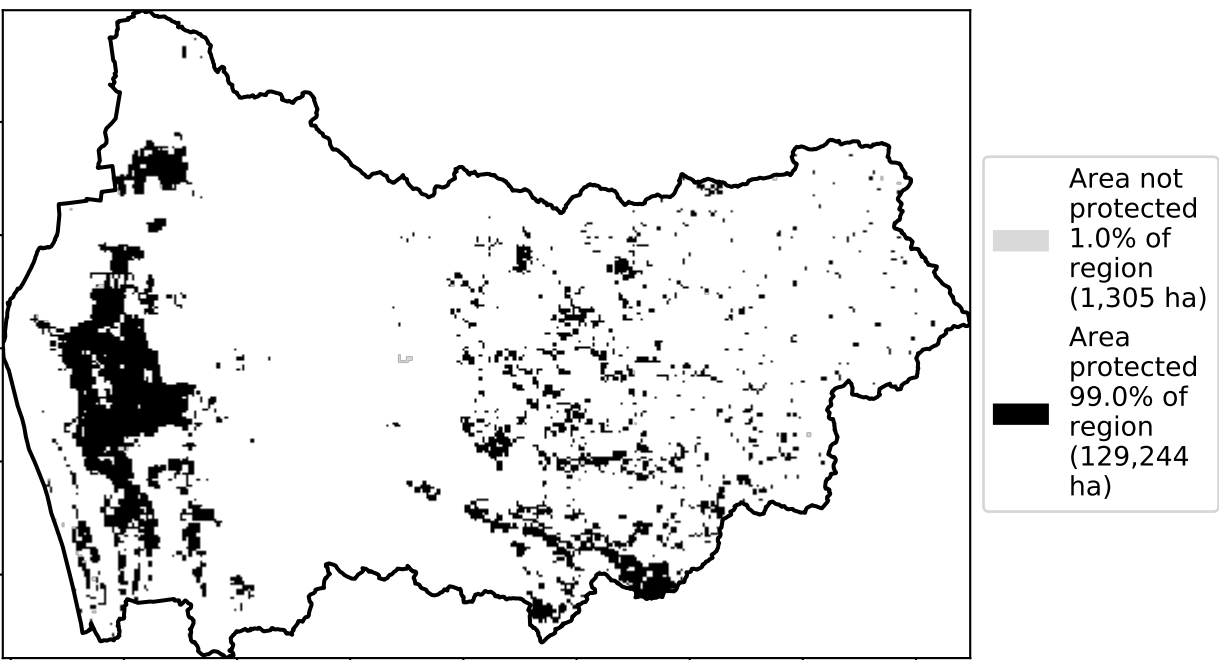 Area not
protected
1.0% of
region
(1,305 ha)
Area
protected
99.0% of
region
(129,244
ha)